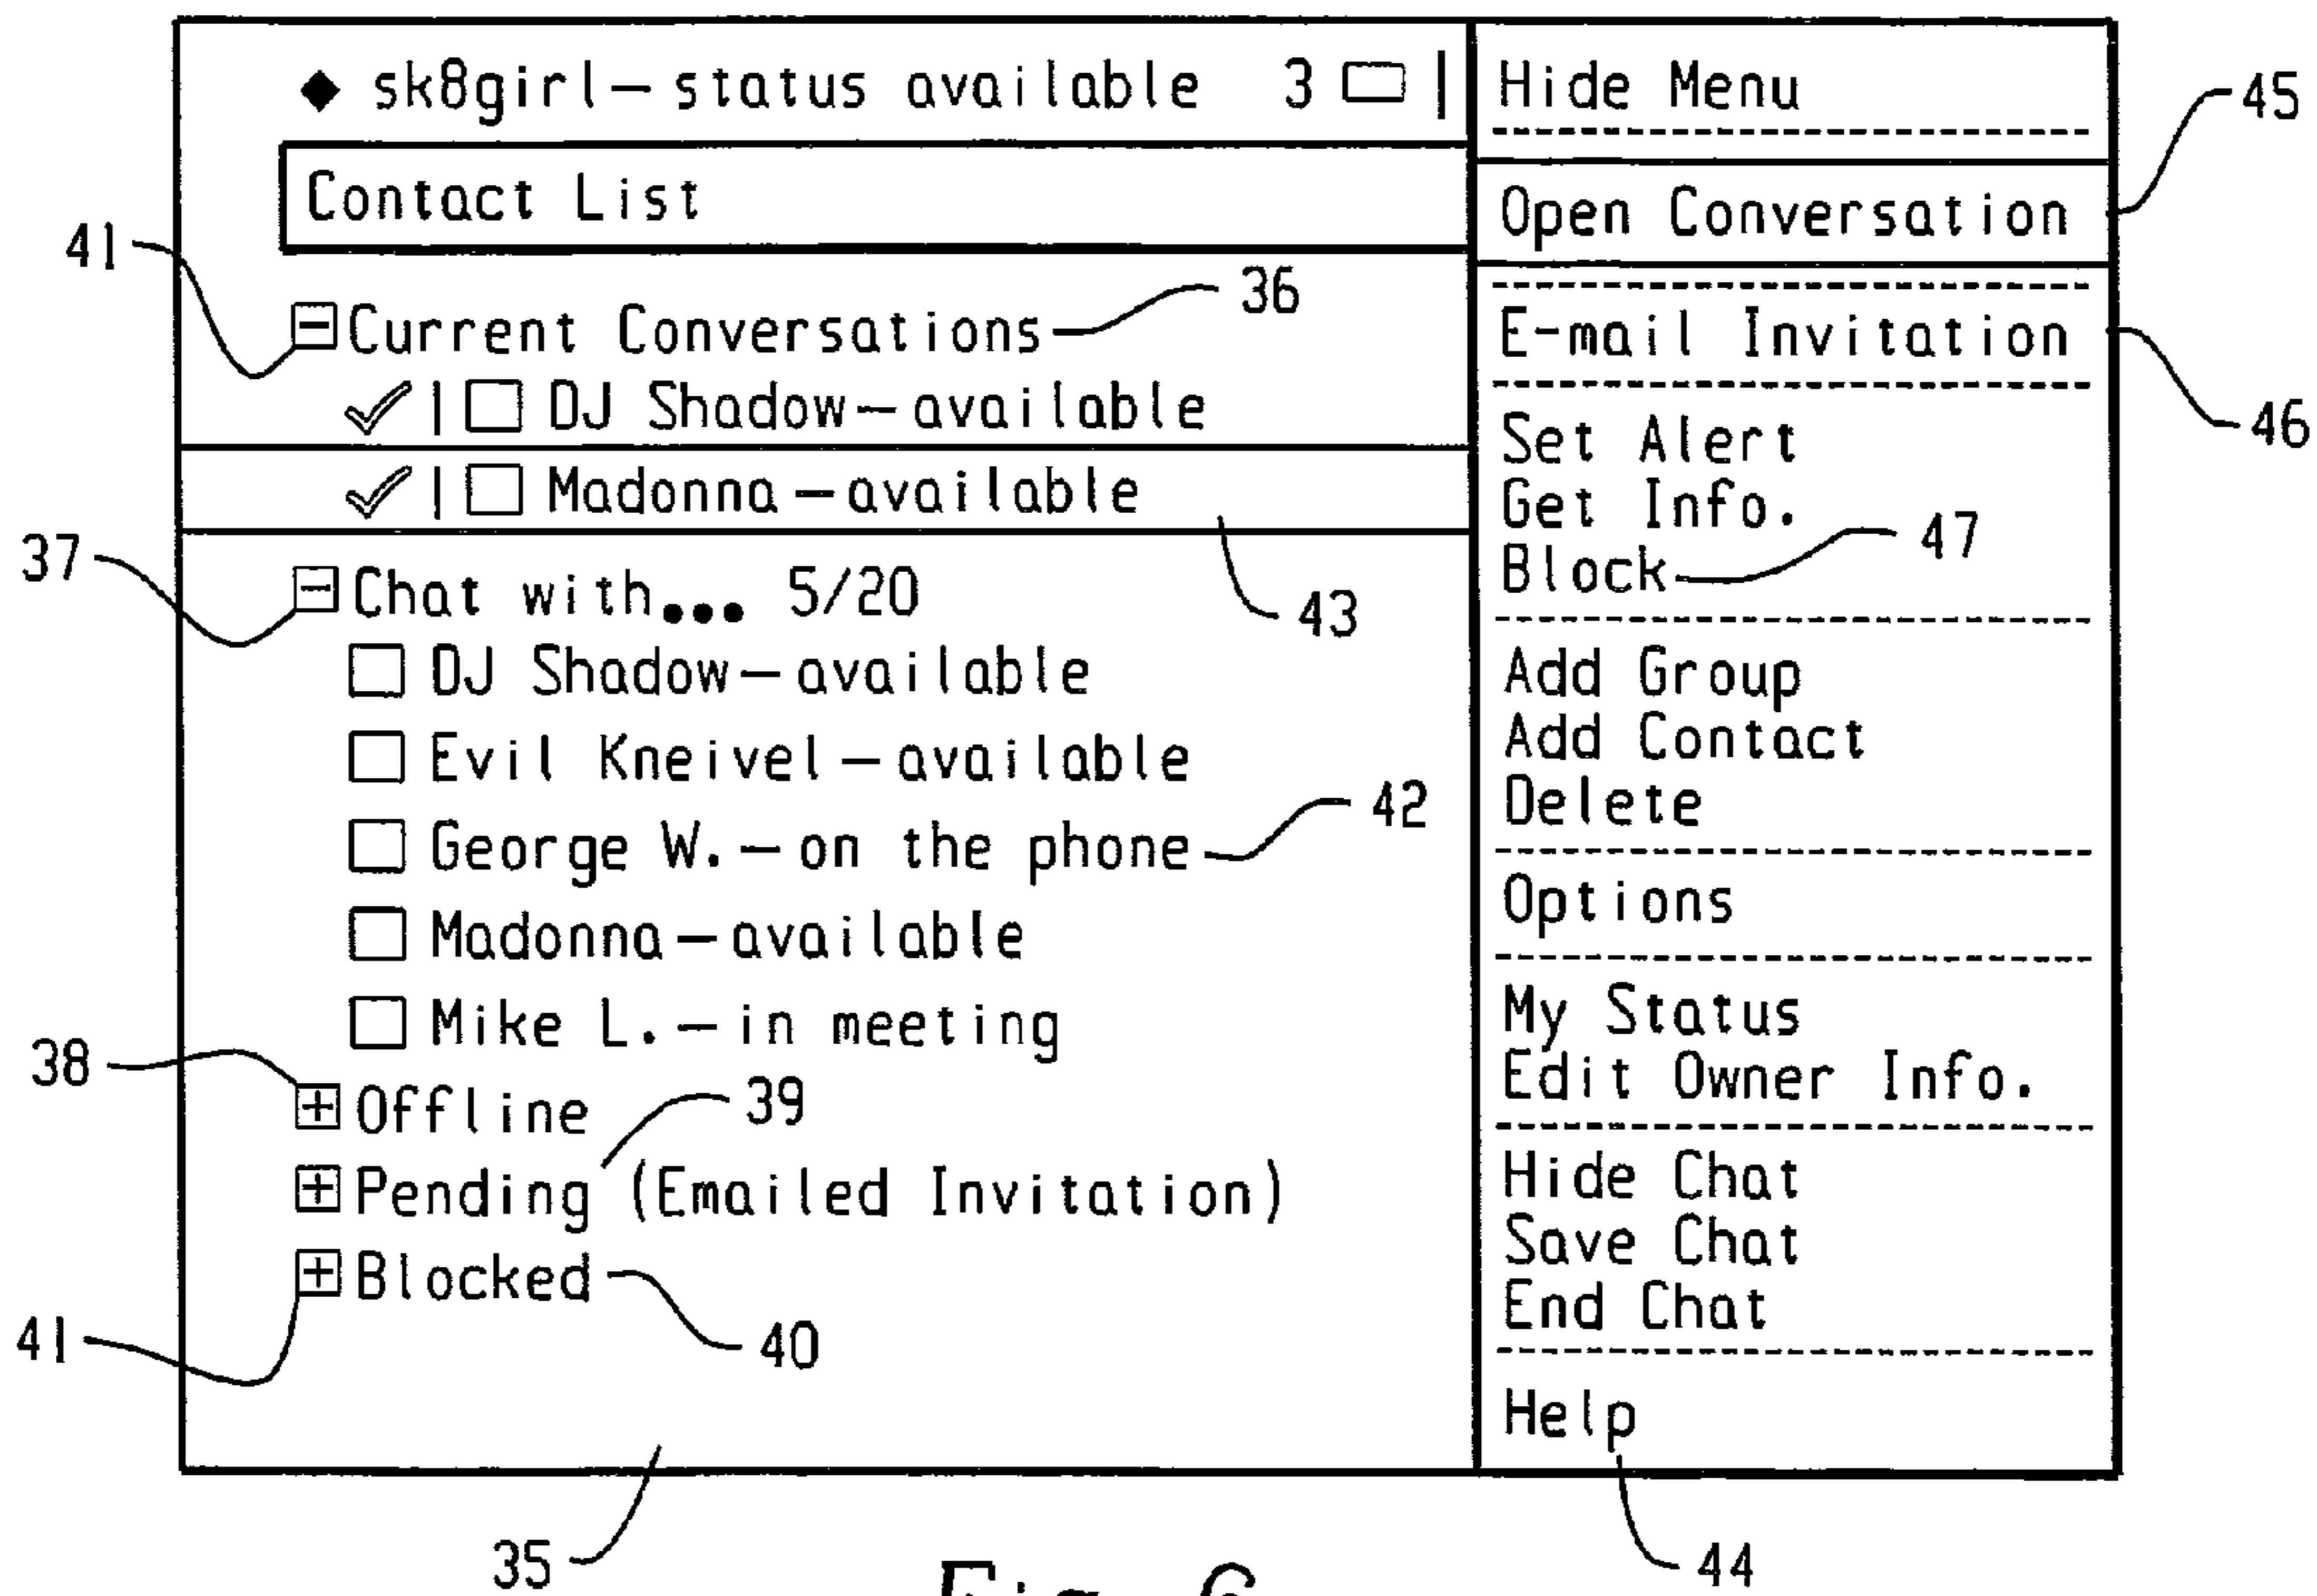 ◆ sk8girl—status available 3
Contact List
41
Current Conversations
36
DJ Shadow—available
Madonna—available
43
37
Chat with... 5/20
DJ Shadow—available
Evil Kneivel—available
George W.—on the phone
42
Madonna—available
Mike L.—in meeting
38
Offline
39
Pending (Emailed Invitation)
Blocked
41
40
35
Hide Menu
45
Open Conversation
E-mail Invitation
46
Set Alert
Get Info.
Block
47
Add Group
Add Contact
Delete
Options
My Status
Edit Owner Info.
Hide Chat
Save Chat
End Chat
Help
44
Fig. 6